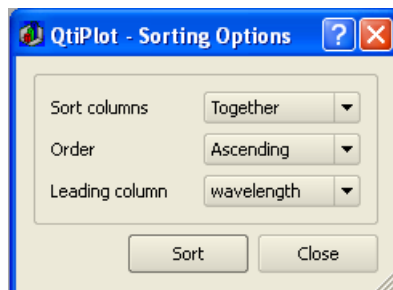 QtiPlot - Sorting Options ?
Sort columns Together
Order Ascending
Leading column wavelength
Sort Close